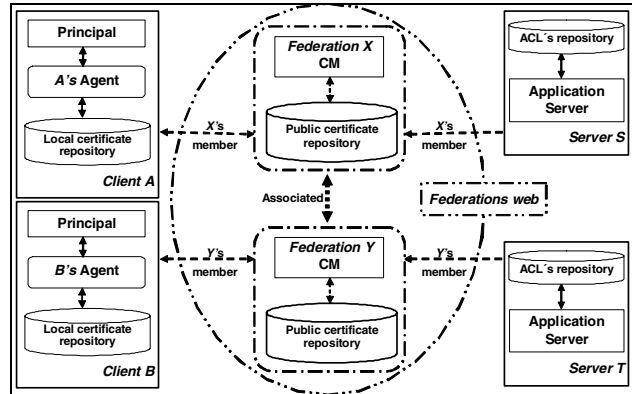 Principal
A's Agent
Local certificate
repository
Client A
Federation X
CM
Public certificate
repository
X's
member
X's
member
ACL´s repository
Application
Server
Server S
Associated
Federations web
Principal
B's Agent
Local certificate
repository
Client B
Y's
member
Federation Y
CM
Public certificate
repository
Y's
member
ACL´s repository
Application
Server
Server T